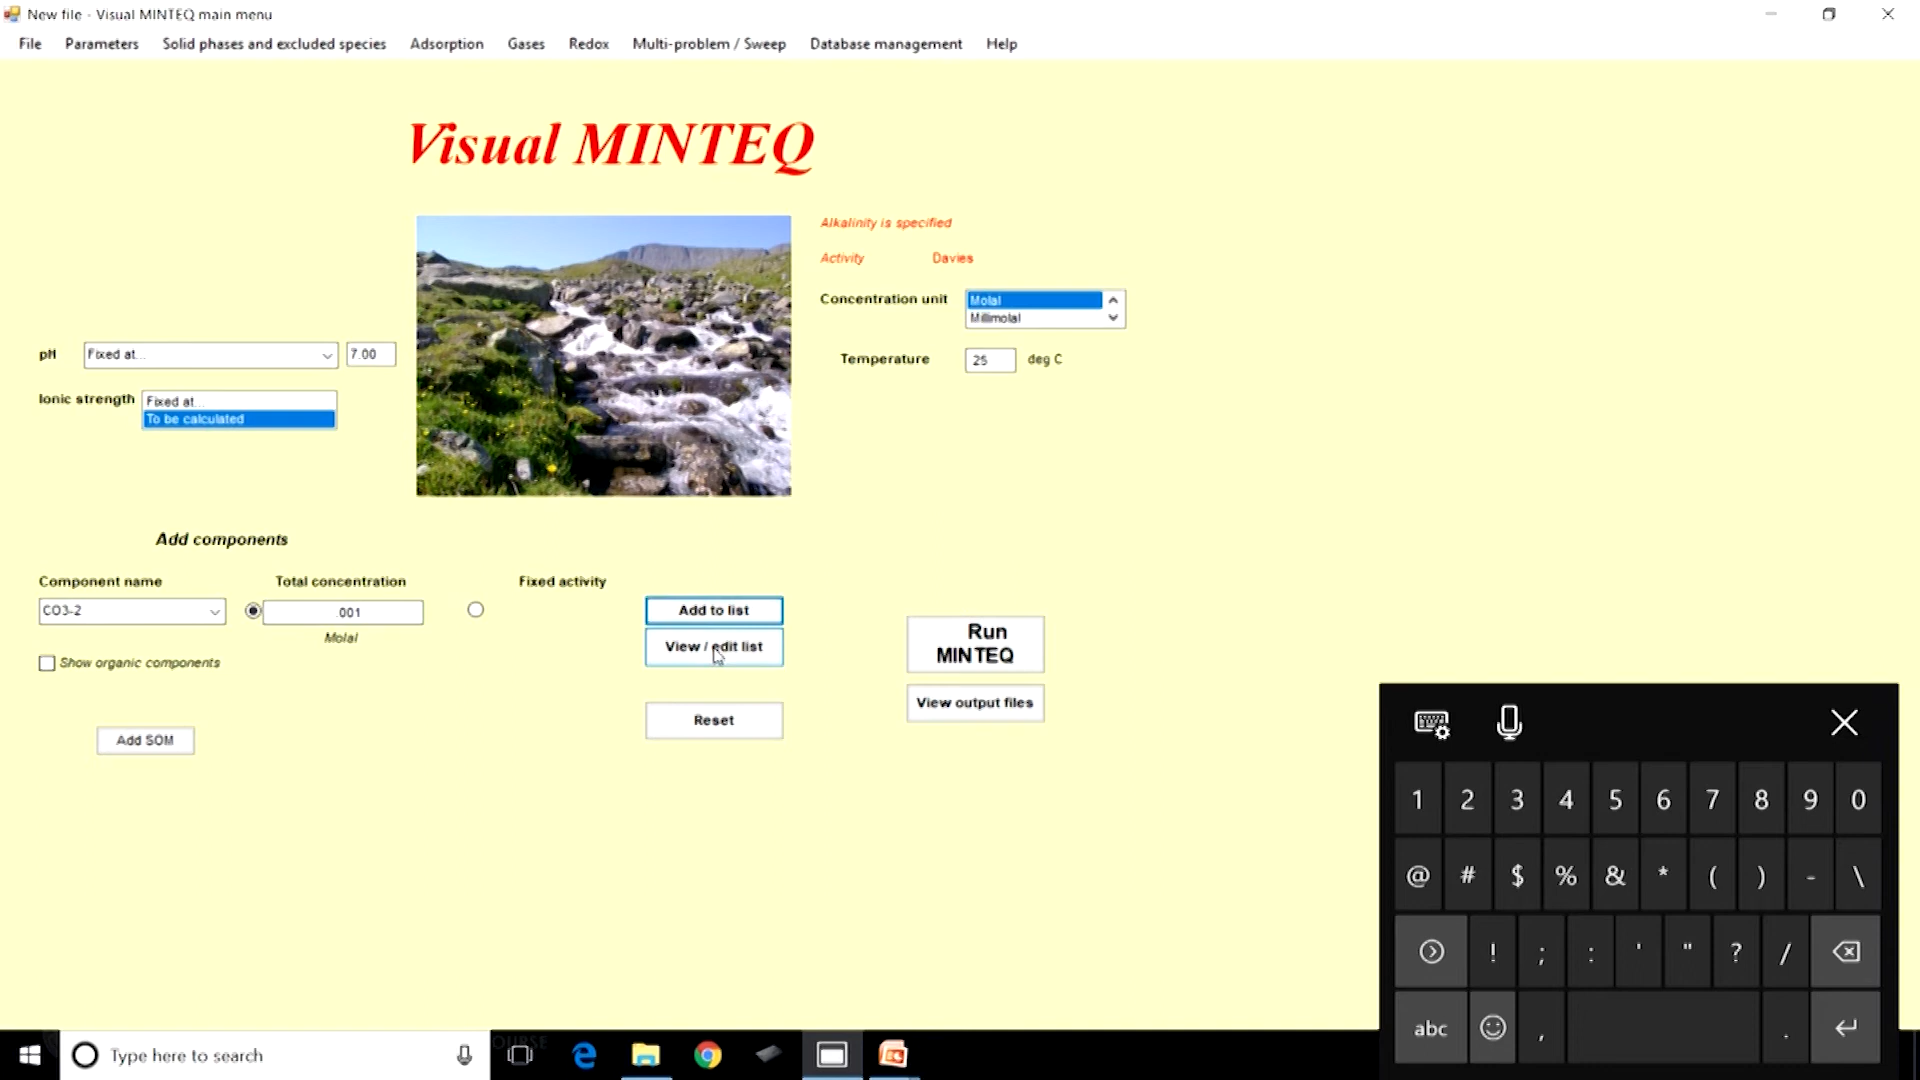 New file - Visual MINTEQ main menu
File Parameters Solid phases and excluded species Adsorption Gases Redox Multi-problem / Sweep Database management Help
Visual MINTEQ
Alkalinity is specified
Activity Davies
Concentration unit Molal
Millimolal
pH Fixed at... 7.00
Temperature 25 deg C
Ionic strength Fixed at...
To be calculated
Add components
Component name Total concentration Fixed activity
CO3-2 .001 Add to list
Molal
View / edit list
Run
MINTEQ
Show organic components
View output files
Reset
Add SOM
1 2 3 4 5 6 7 8 9 0
@ # $ % & * ( ) - \
! ; : ' " ? /
abc , .
Type here to search